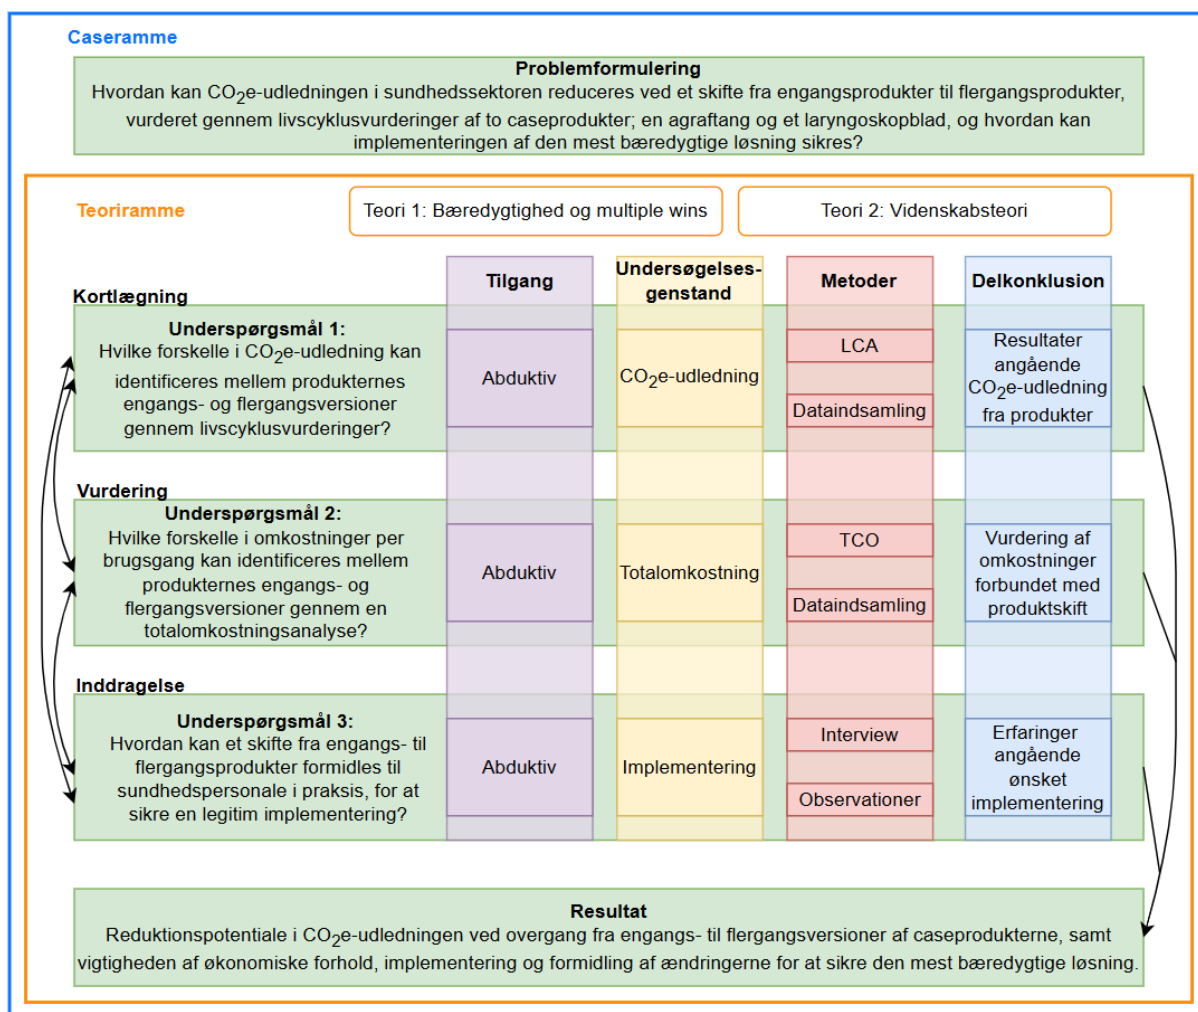 Caseramme
Problemformulering
Hvordan kan CO2e-udledningen i sundhedssektoren reduceres ved et skifte fra engangsprodukter til flergangsprodukter,
vurderet gennem livscyklusvurderinger af to caseprodukter; en agraftang og et laryngoskopblad, og hvordan kan
implementeringen af den mest bæredygtige løsning sikres?
Teoriramme
Teori 1: Bæredygtighed og multiple wins
Teori 2: Videnskabsteori
Tilgang
Undersøgelses-
genstand
Metoder
Delkonklusion
Kortlægning
Underspørgsmål 1:
Hvilke forskelle i CO2e-udledning kan
identificeres mellem produkternes
engangs- og flergangsversioner
gennem livscyklusvurderinger?
Abduktiv
CO2e-udledning
LCA
Dataindsamling
Resultater
angående
CO2e-udledning
fra produkter
Vurdering
Underspørgsmål 2:
Hvilke forskelle i omkostninger per
brugsgang kan identificeres mellem
produkternes engangs- og
flergangsversioner gennem en
totalomkostningsanalyse?
Abduktiv
Totalomkostning
TCO
Dataindsamling
Vurdering af
omkostninger
forbundet med
produktskift
Inddragelse
Underspørgsmål 3:
Hvordan kan et skifte fra engangs- til
flergangsprodukter formidles til
sundhedspersonale i praksis, for at
sikre en legitim implementering?
Abduktiv
Implementering
Interview
Observationer
Erfaringer
angående
ønsket
implementering
Resultat
Reduktionspotentiale i CO2e-udledningen ved overgang fra engangs- til flergangsversioner af caseprodukterne, samt
vigtigheden af økonomiske forhold, implementering og formidling af ændringerne for at sikre den mest bæredygtige løsning.